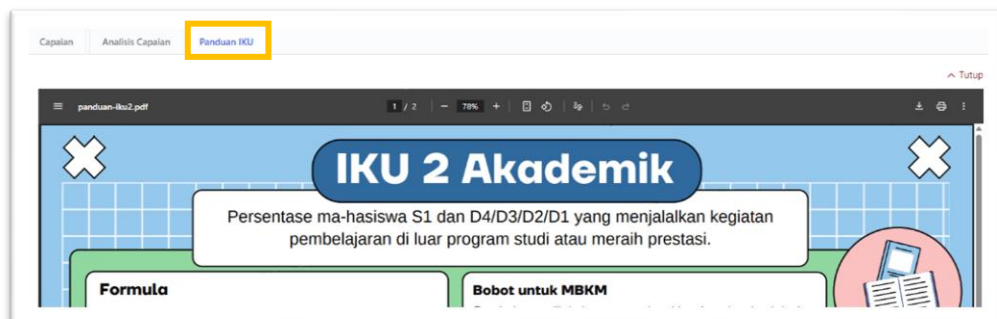 Capaian Analisis Capaian Panduan IKU
Tutup
panduan-iku2.pdf 1 / 2 78%
IKU 2 Akademik
Persentase ma-hasiswa S1 dan D4/D3/D2/D1 yang menjalalkan kegiatan
pembelajaran di luar program studi atau meraih prestasi.
Formula
Bobot untuk MBKM